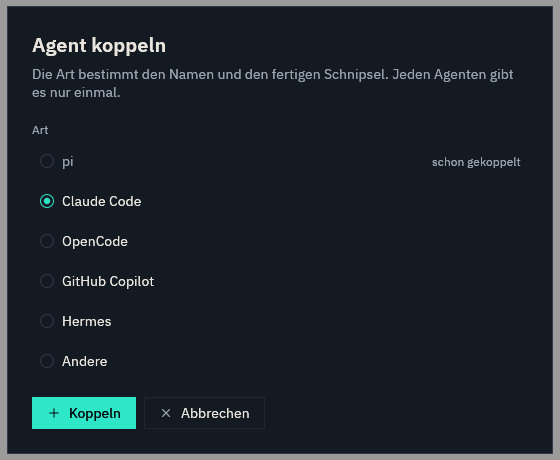 Agent koppeln
Die Art bestimmt den Namen und den fertigen Schnipsel. Jeden Agenten gibt
es nur einmal.
Art
pi schon gekoppelt
Claude Code
OpenCode
GitHub Copilot
Hermes
Andere
Koppeln Abbrechen